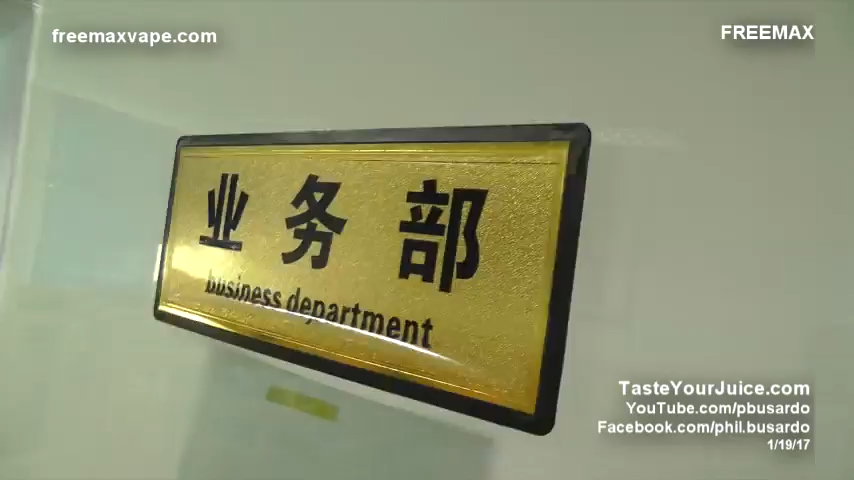 freemaxvape.com
FREEMAX
业务部
business department
TasteYourJuice.com
YouTube.com/pbusardo
Facebook.com/phil.busardo
1/19/17